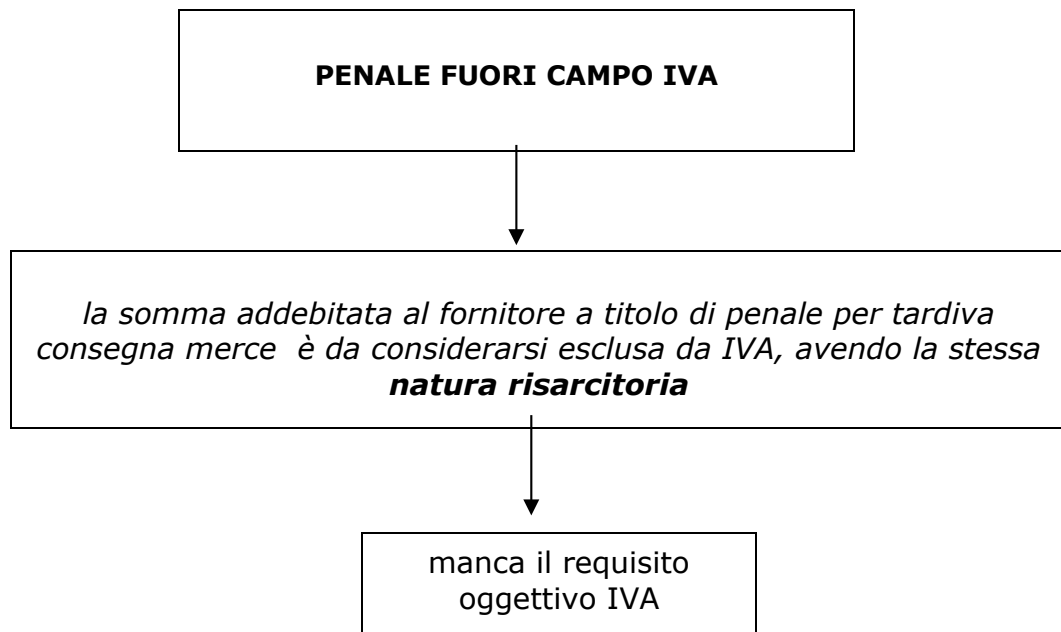 PENALE FUORI CAMPO IVA
la somma addebitata al fornitore a titolo di penale per tardiva
consegna merce è da considerarsi esclusa da IVA, avendo la stessa
natura risarcitoria
manca il requisito
oggettivo IVA